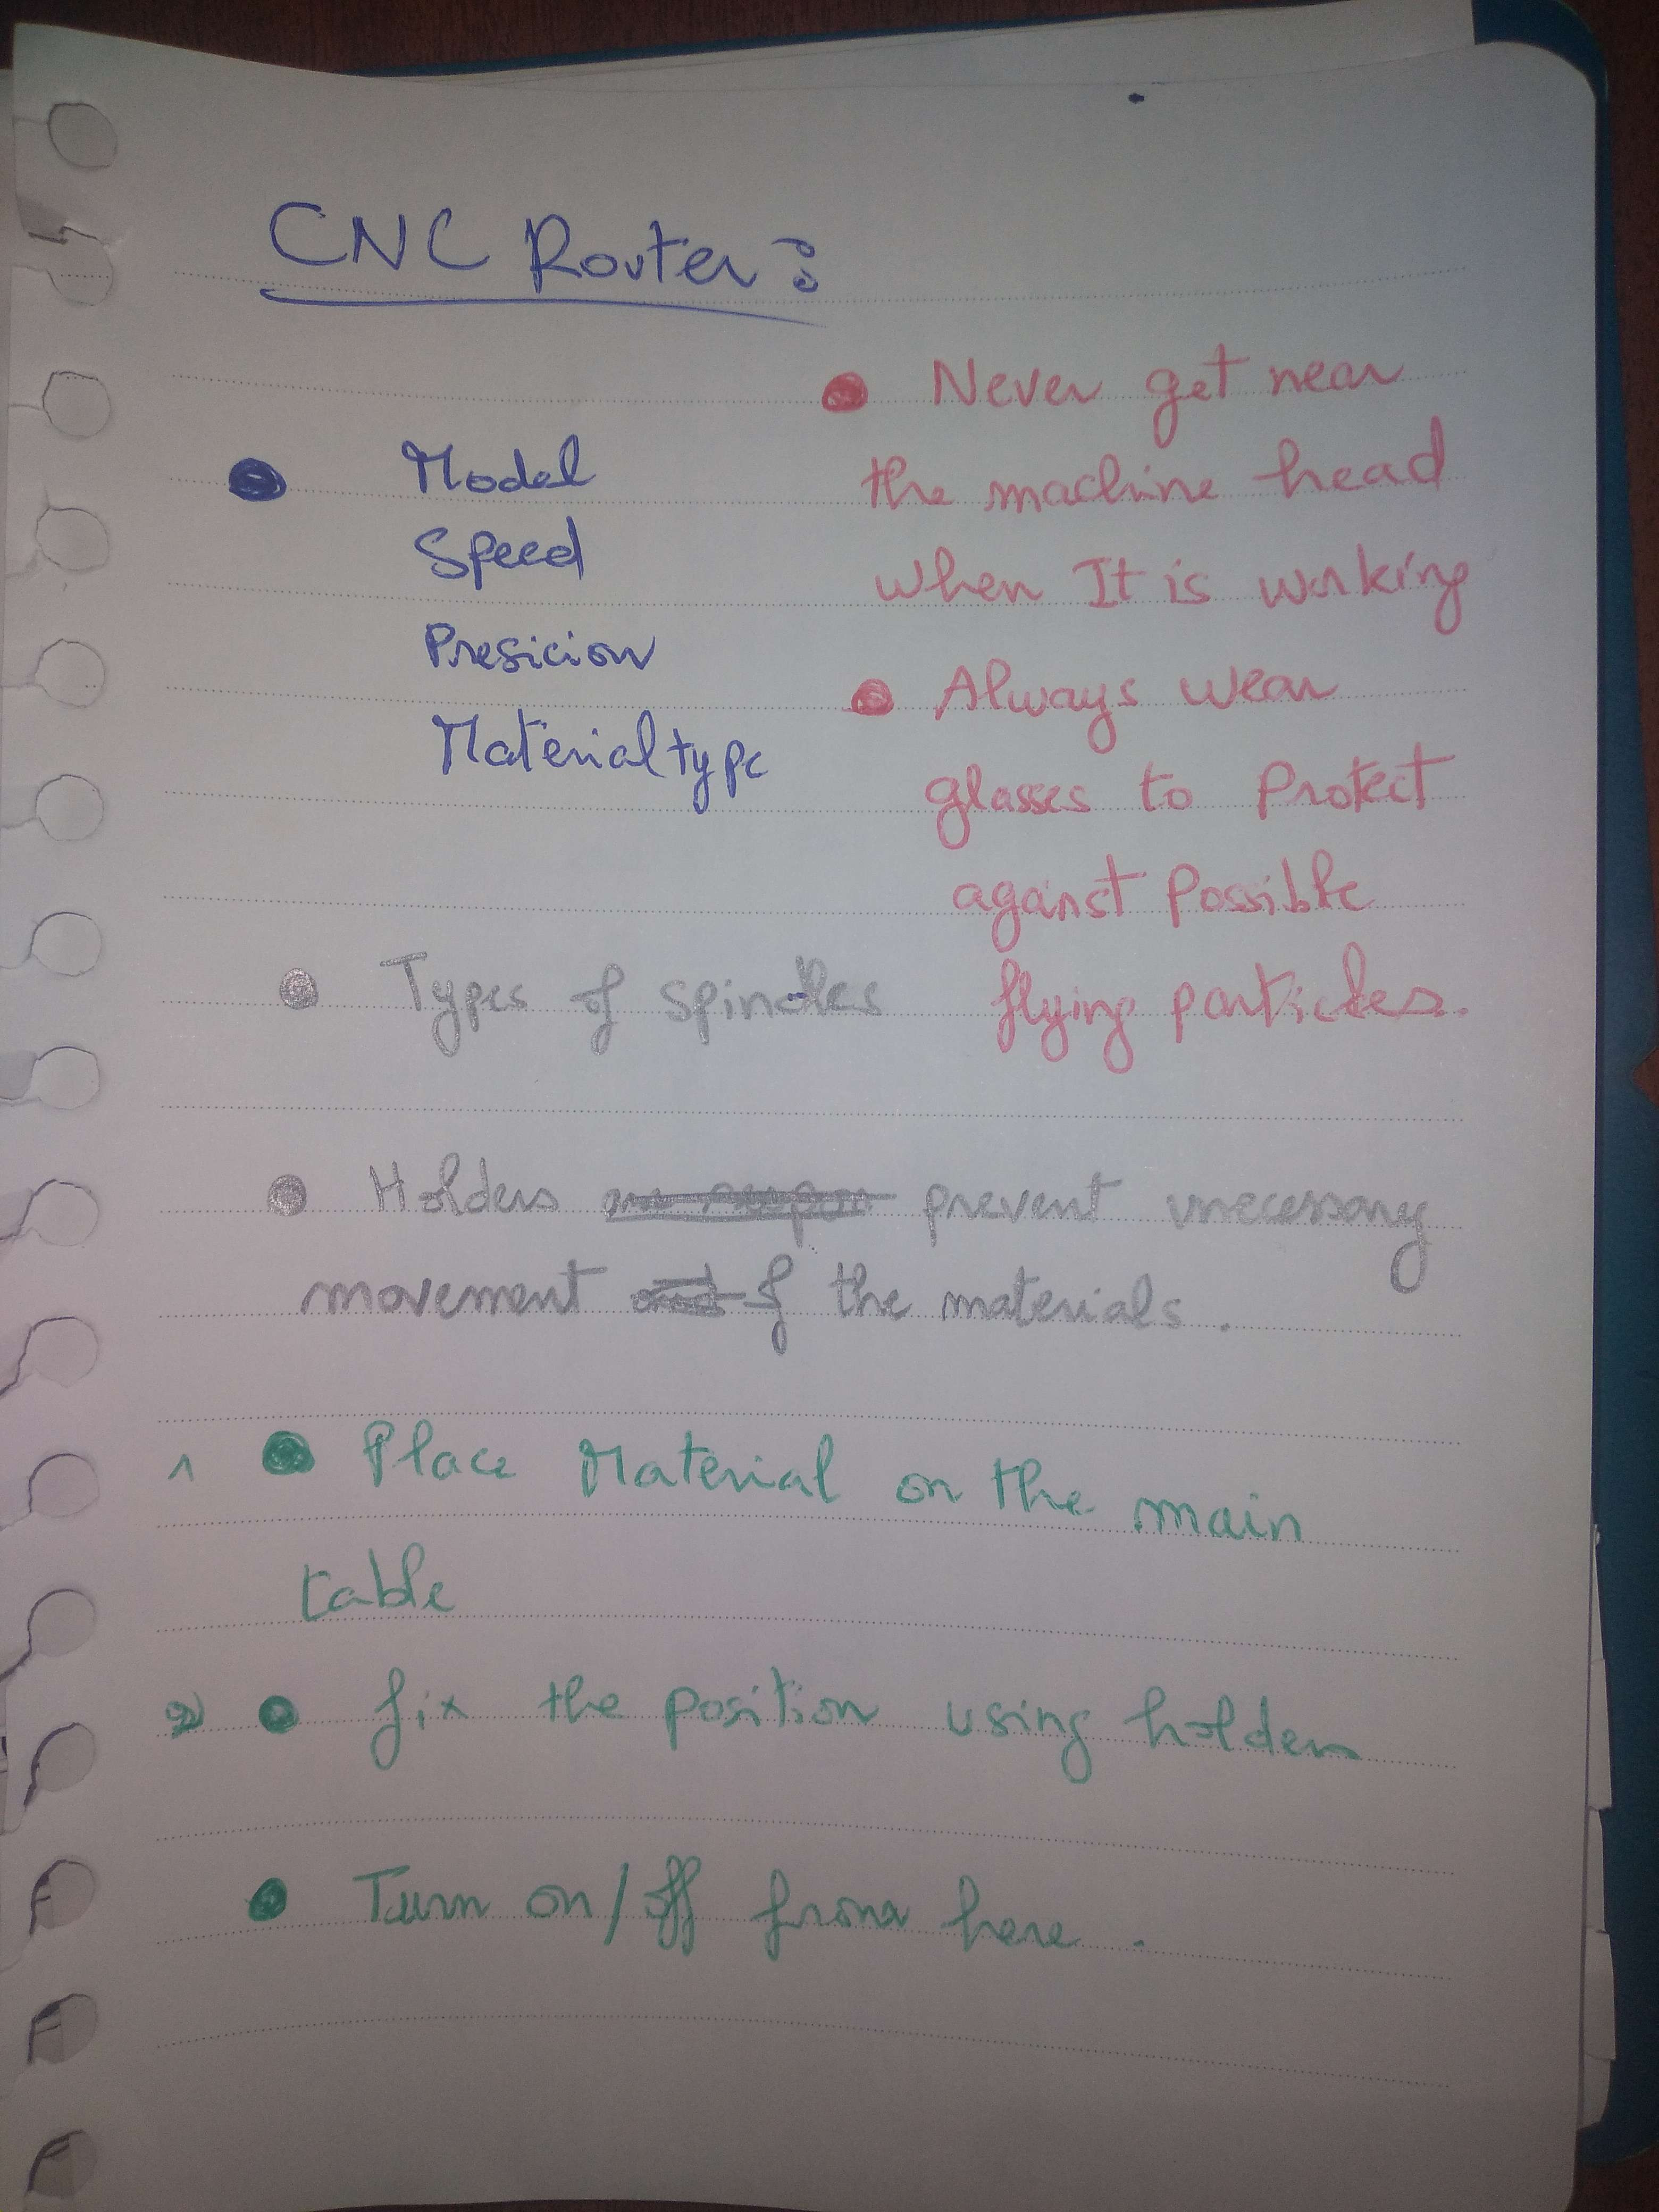 CNC Router:
Model
Speed
Presicion
Material type
Never get near
the machine head
when It is working
Always wear
glasses to Protect
against Possible
flying particles.
Types of spindles
Holders prevent unecessary
movement of the materials.
1 Place Material on the main
table
2 fix the position using holders
Turn on/off from here.